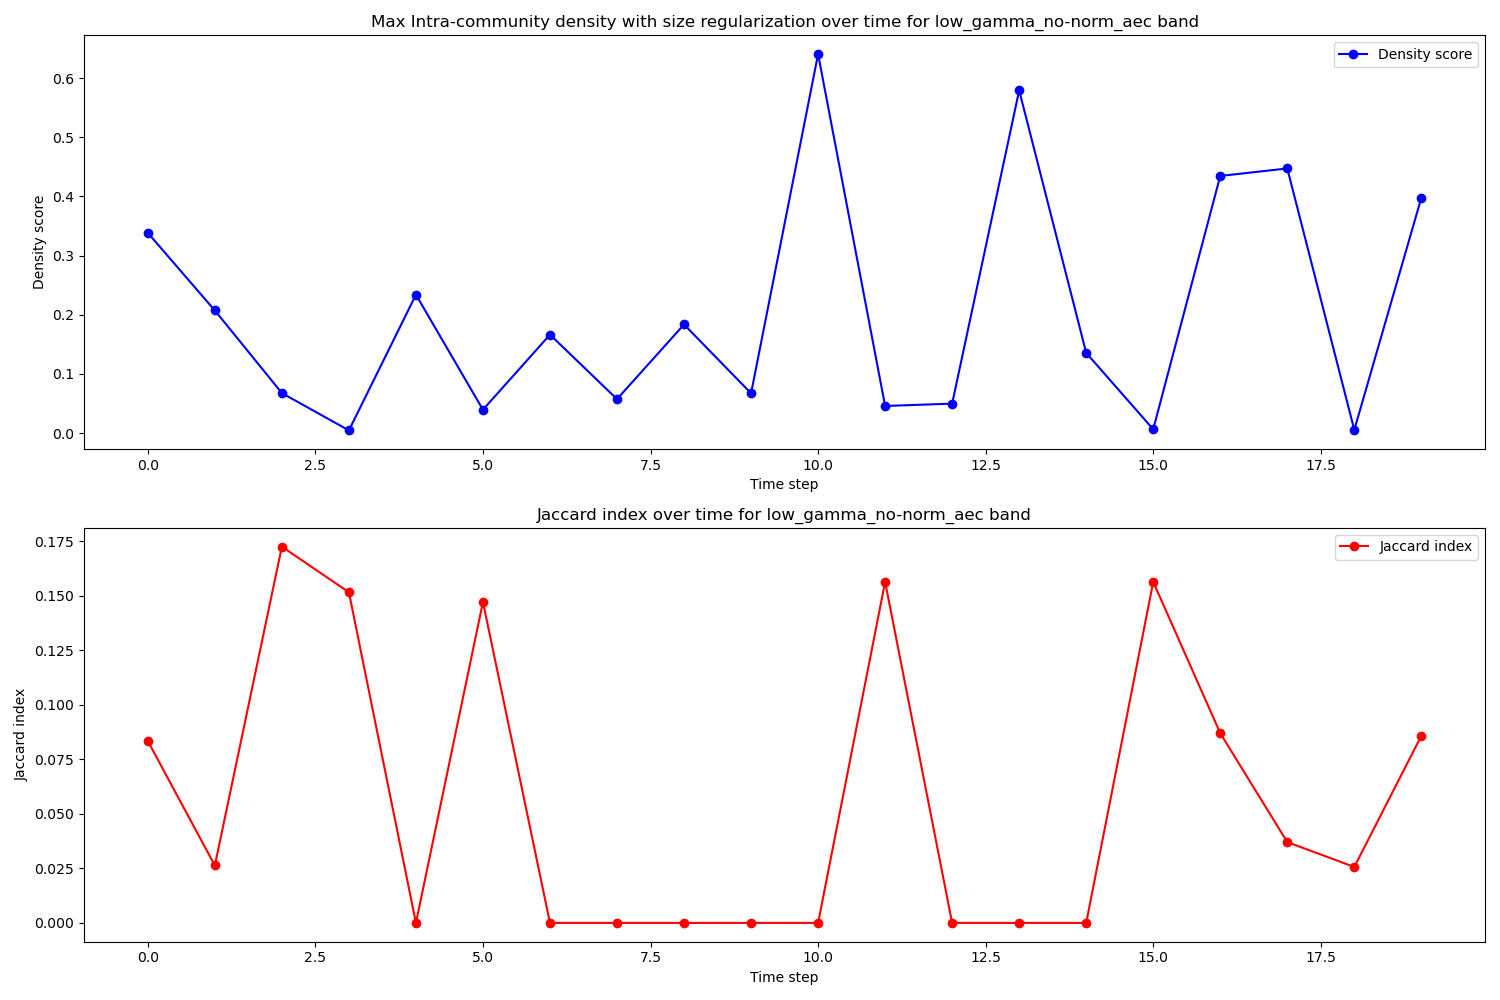 Max Intra-community density with size regularization over time for low_gamma_no-norm_aec band
Density score
Density score
0.6
0.5
0.4
0.3
0.2
0.1
0.0
0.0 2.5 5.0 7.5 10.0 12.5 15.0 17.5
Time step
Jaccard index over time for low_gamma_no-norm_aec band
Jaccard index
Jaccard index
0.175
0.150
0.125
0.100
0.075
0.050
0.025
0.000
0.0 2.5 5.0 7.5 10.0 12.5 15.0 17.5
Time step